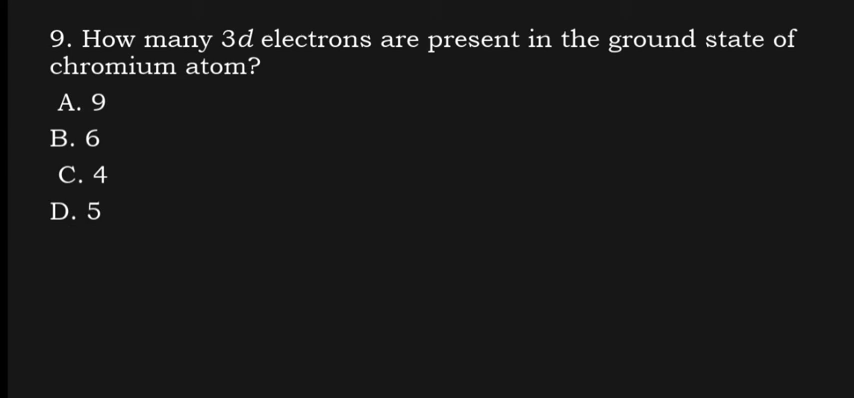 9. How many 3d electrons are present in the ground state of
chromium atom?
A. 9
B. 6
C. 4
D. 5